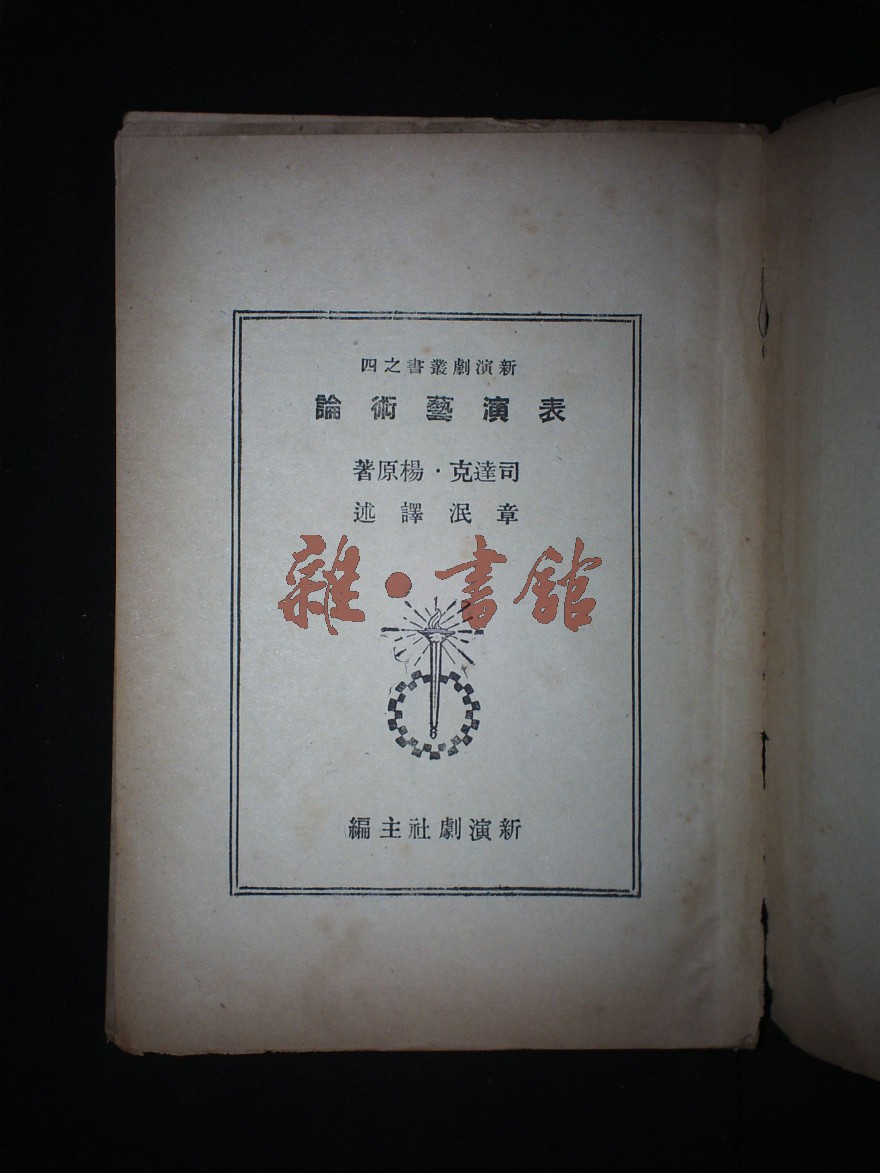 新演劇叢書之四
表演藝術論
司達克·楊原著
章泯譯述
雜·書館
新演劇社主編